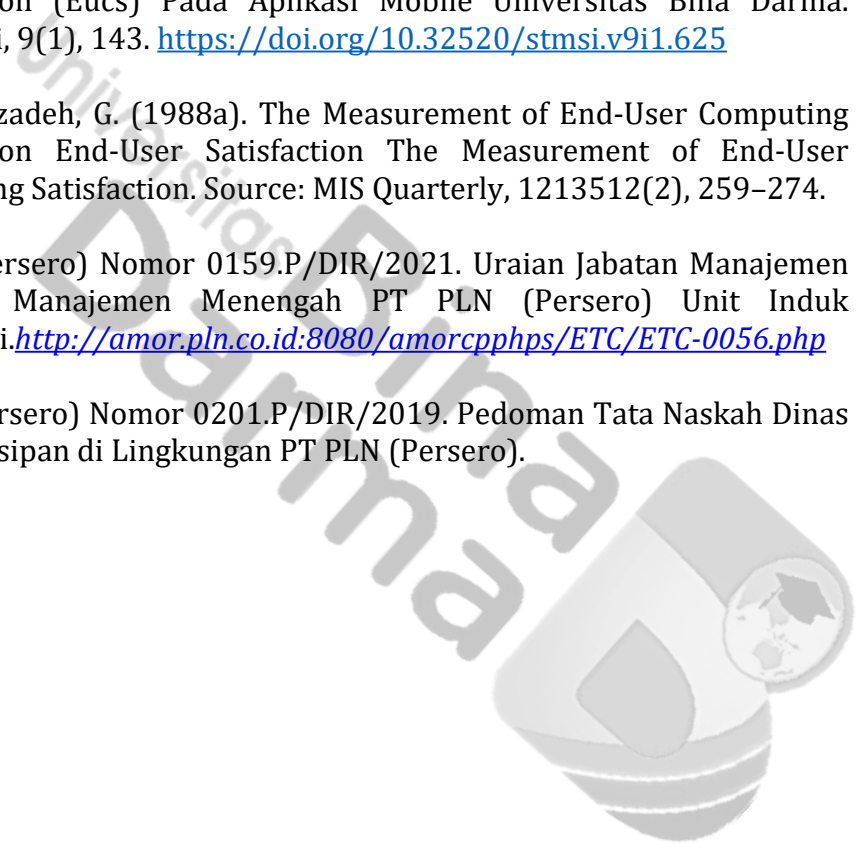 on (Eucs) Pada Aplikasi Mobile Universitas Bina Darma.
i, 9(1), 143. https://doi.org/10.32520/stmsi.v9i1.625
zadeh, G. (1988a). The Measurement of End-User Computing
on End-User Satisfaction The Measurement of End-User
ng Satisfaction. Source: MIS Quarterly, 1213512(2), 259–274.
ersero) Nomor 0159.P/DIR/2021. Uraian Jabatan Manajemen
Manajemen Menengah PT PLN (Persero) Unit Induk
i.http://amor.pln.co.id:8080/amorcpphps/ETC/ETC-0056.php
rsero) Nomor 0201.P/DIR/2019. Pedoman Tata Naskah Dinas
sipan di Lingkungan PT PLN (Persero).
Universitas
Bina
Darma